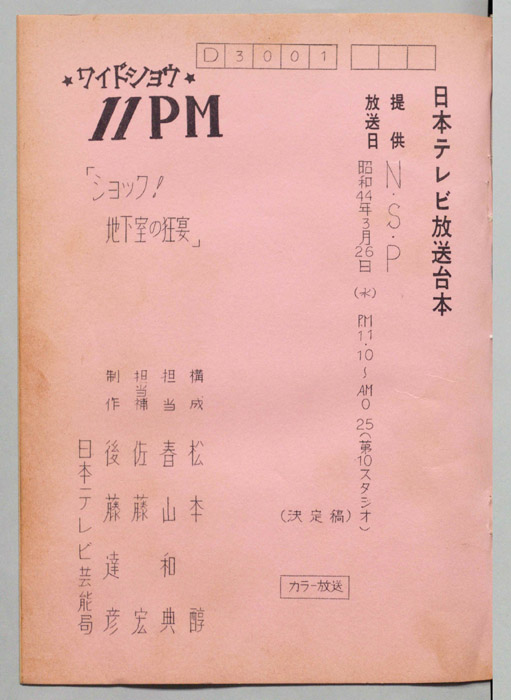 日本テレビ放送台本
提供 N・S・P
放送日 昭和44年3月26日（水） PM11・10～AM0・25（第10スタジオ）
（決定稿）
カラー放送
D3001
ワイドショウ
11PM
「ショック！
地下室の狂宴」
構成 松本醇
担当 春山和典
担当補 佐藤宏
制作 後藤達彦
日本テレビ芸能局